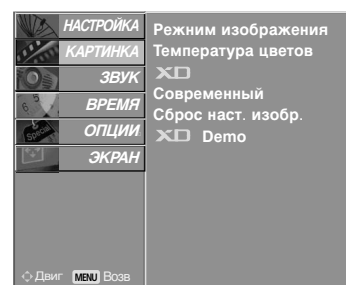 НАСТРОЙКА
КАРТИНКА
ЗВУК
ВРЕМЯ
Special
ОПЦИИ
ЭКРАН
Режним изображения
Температура цветов
XD
Современный
Сброс наст. изобр.
XD Demo
Двиг MENU Возв